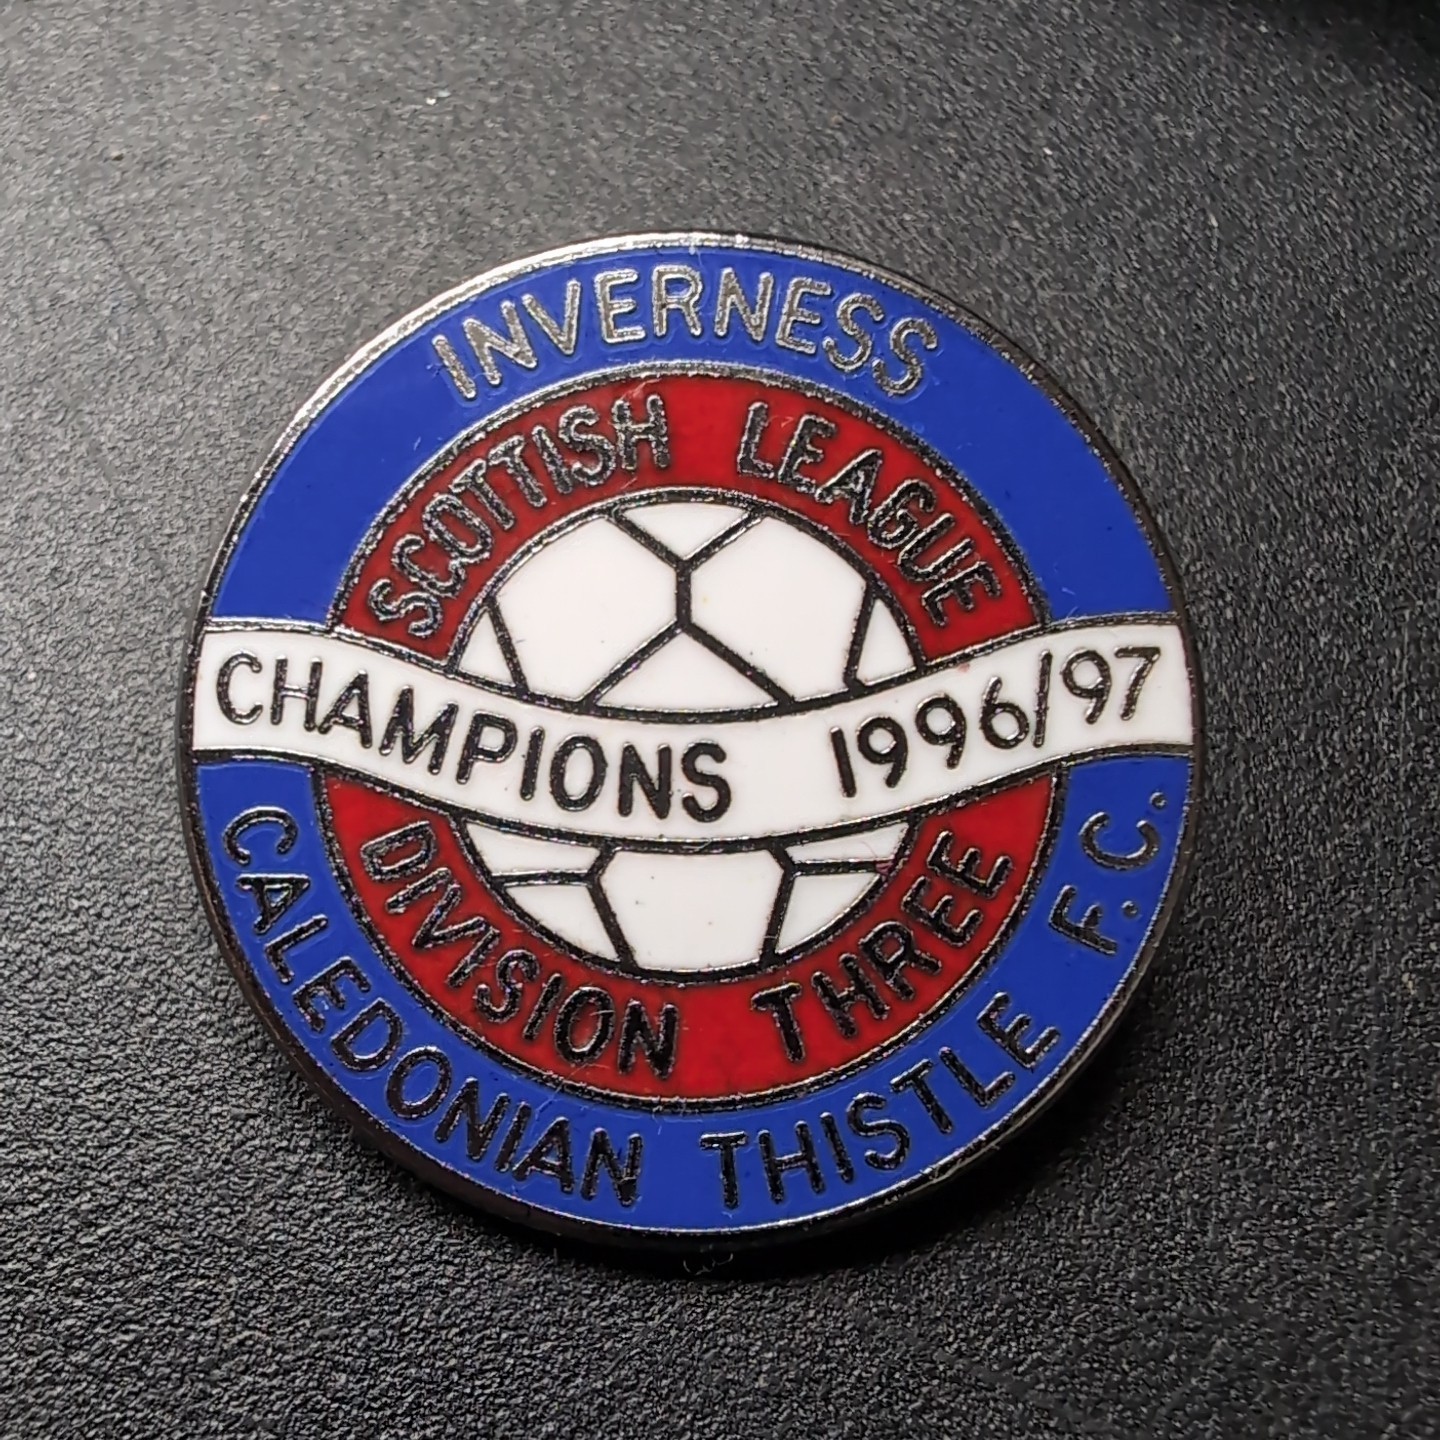 INVERNESS
SCOTTISH LEAGUE
CHAMPIONS 1996/97
DIVISION THREE
CALEDONIAN THISTLE F.C.